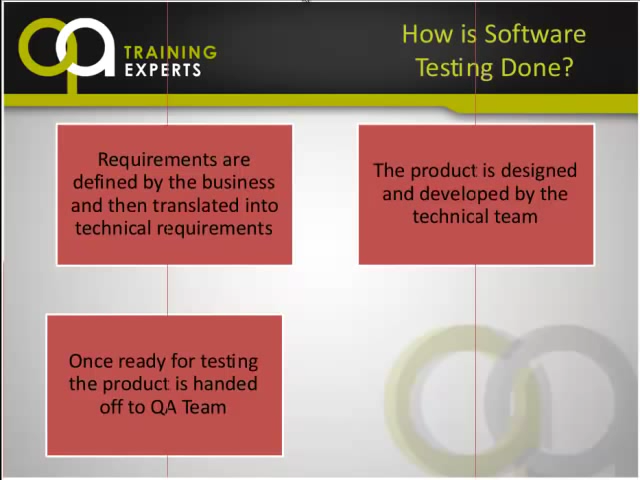 TRAINING
EXPERTS
How is Software
Testing Done?
Requirements are
defined by the business
and then translated into
technical requirements
The product is designed
and developed by the
technical team
Once ready for testing
the product is handed
off to QA Team